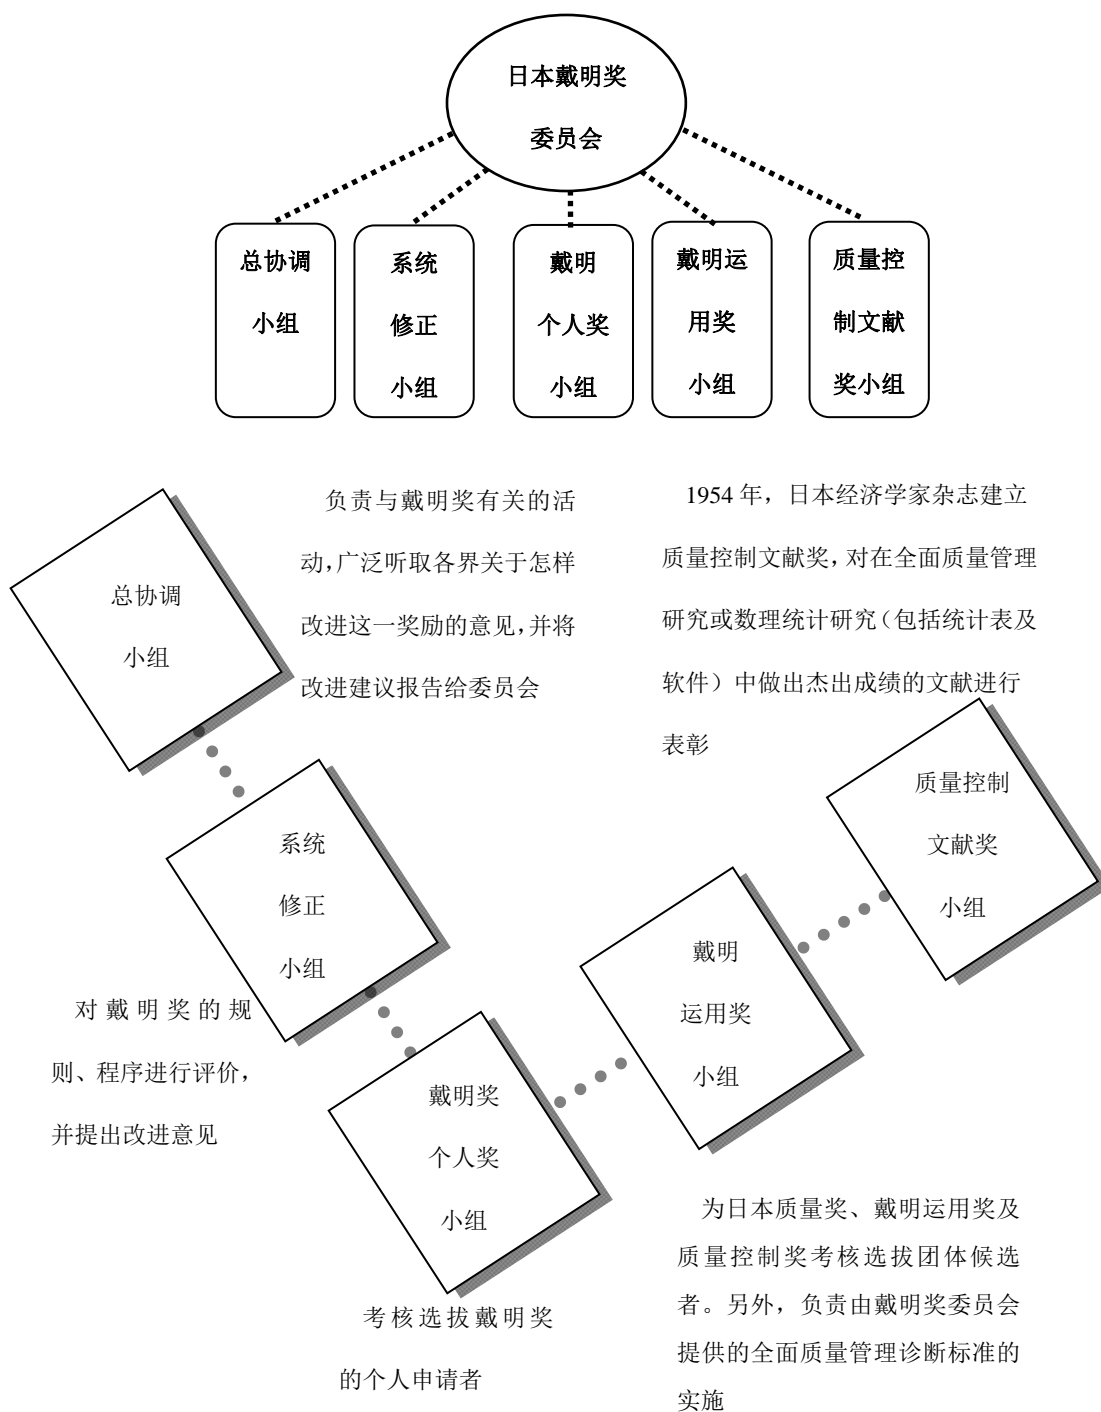 日本戴明奖
委员会
总协调
小组
系统
修正
小组
戴明
个人奖
小组
戴明运
用奖
小组
质量控
制文献
奖小组
负责与戴明奖有关的活
动，广泛听取各界关于怎样
改进这一奖励的意见，并将
改进建议报告给委员会
1954 年，日本经济学家杂志建立
质量控制文献奖，对在全面质量管理
研究或数理统计研究（包括统计表及
软件）中做出杰出成绩的文献进行
表彰
总协调
小组
质量控制
文献奖
小组
系统
修正
小组
戴明
运用奖
小组
对戴明奖的规
则、程序进行评价，
并提出改进意见
戴明奖
个人奖
小组
考核选拔戴明奖
的个人申请者
为日本质量奖、戴明运用奖及
质量控制奖考核选拔团体候选
者。另外，负责由戴明奖委员会
提供的全面质量管理诊断标准的
实施